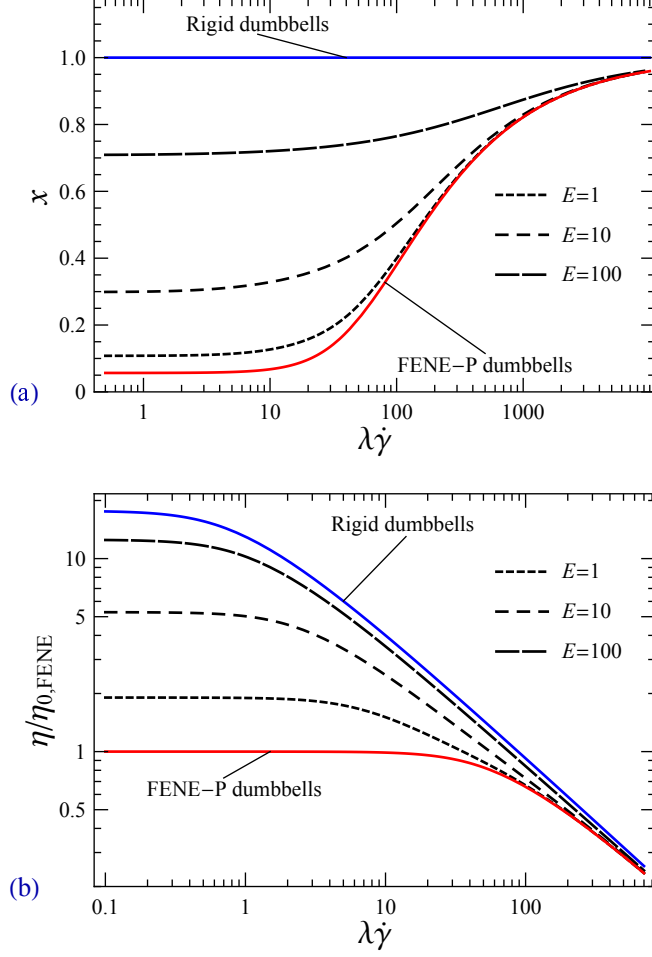 Rigid dumbbells
1.0
0.8
0.6
0.4
0.2
0
x
E=1
E=10
E=100
FENE−P dumbbells
(a)
1
10
100
1000
λγ̇
Rigid dumbbells
10
5
1
0.5
η/η0,FENE
E=1
E=10
E=100
FENE−P dumbbells
(b)
0.1
1
10
100
λγ̇